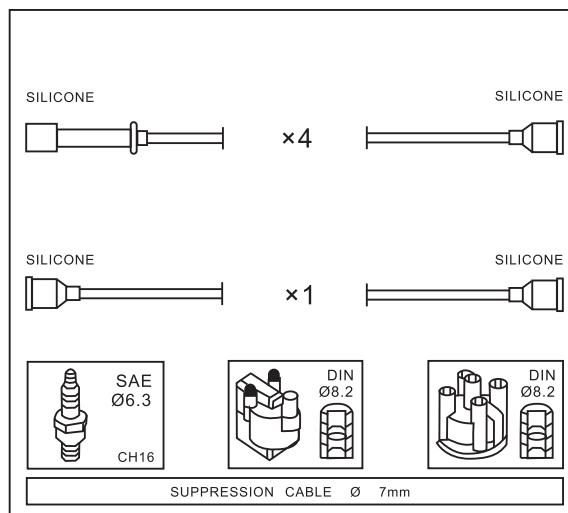 SILICONE SILICONE
×4
SILICONE SILICONE
×1
SAE
Ø6.3
CH16
DIN
Ø8.2
DIN
Ø8.2
SUPPRESSION CABLE Ø 7mm